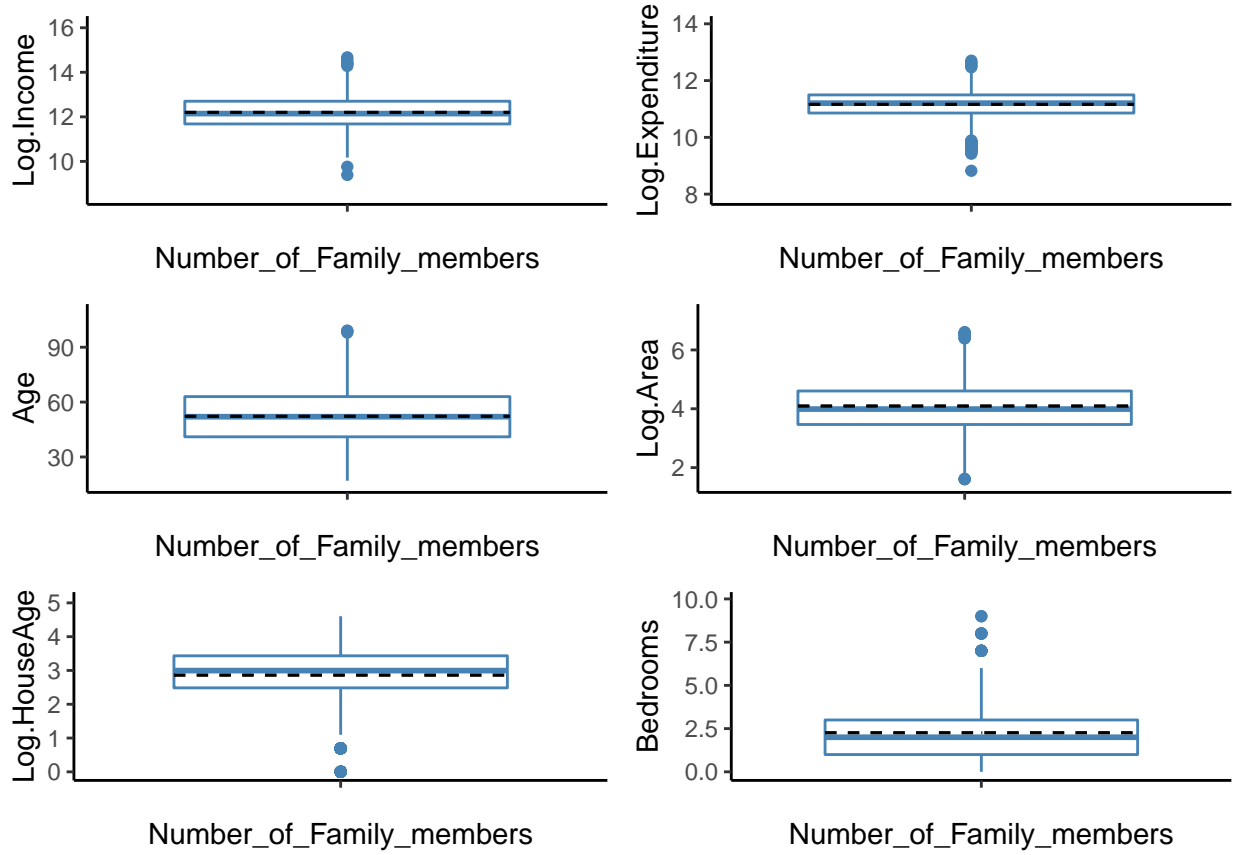 Log.Income
16
14
12
10
Number_of_Family_members
Log.Expenditure
14
12
10
8
Number_of_Family_members
Age
90
60
30
Number_of_Family_members
Log.Area
6
4
2
Number_of_Family_members
Log.HouseAge
5
4
3
2
1
0
Number_of_Family_members
Bedrooms
10.0
7.5
5.0
2.5
0.0
Number_of_Family_members